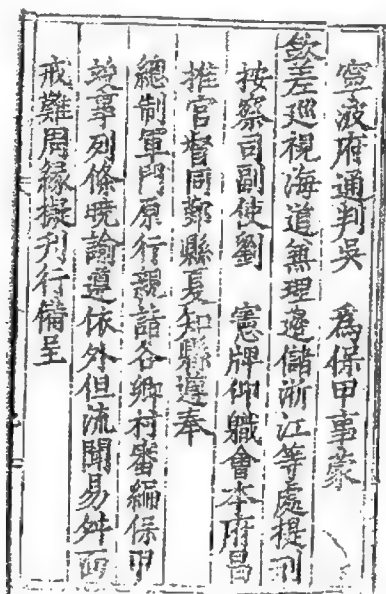 寧波府通判吳　為保甲事蒙
欽差巡視海道兼理邊儲浙江等處提刑
按察司副使劉　憲牌仰職會本府昌
推官督同鄞縣夏知縣遵奉
總制軍門原行親詣各鄉村審編保甲
竣事列條曉諭遵依外但流聞易舛面
戒難周緣擬刊行備呈